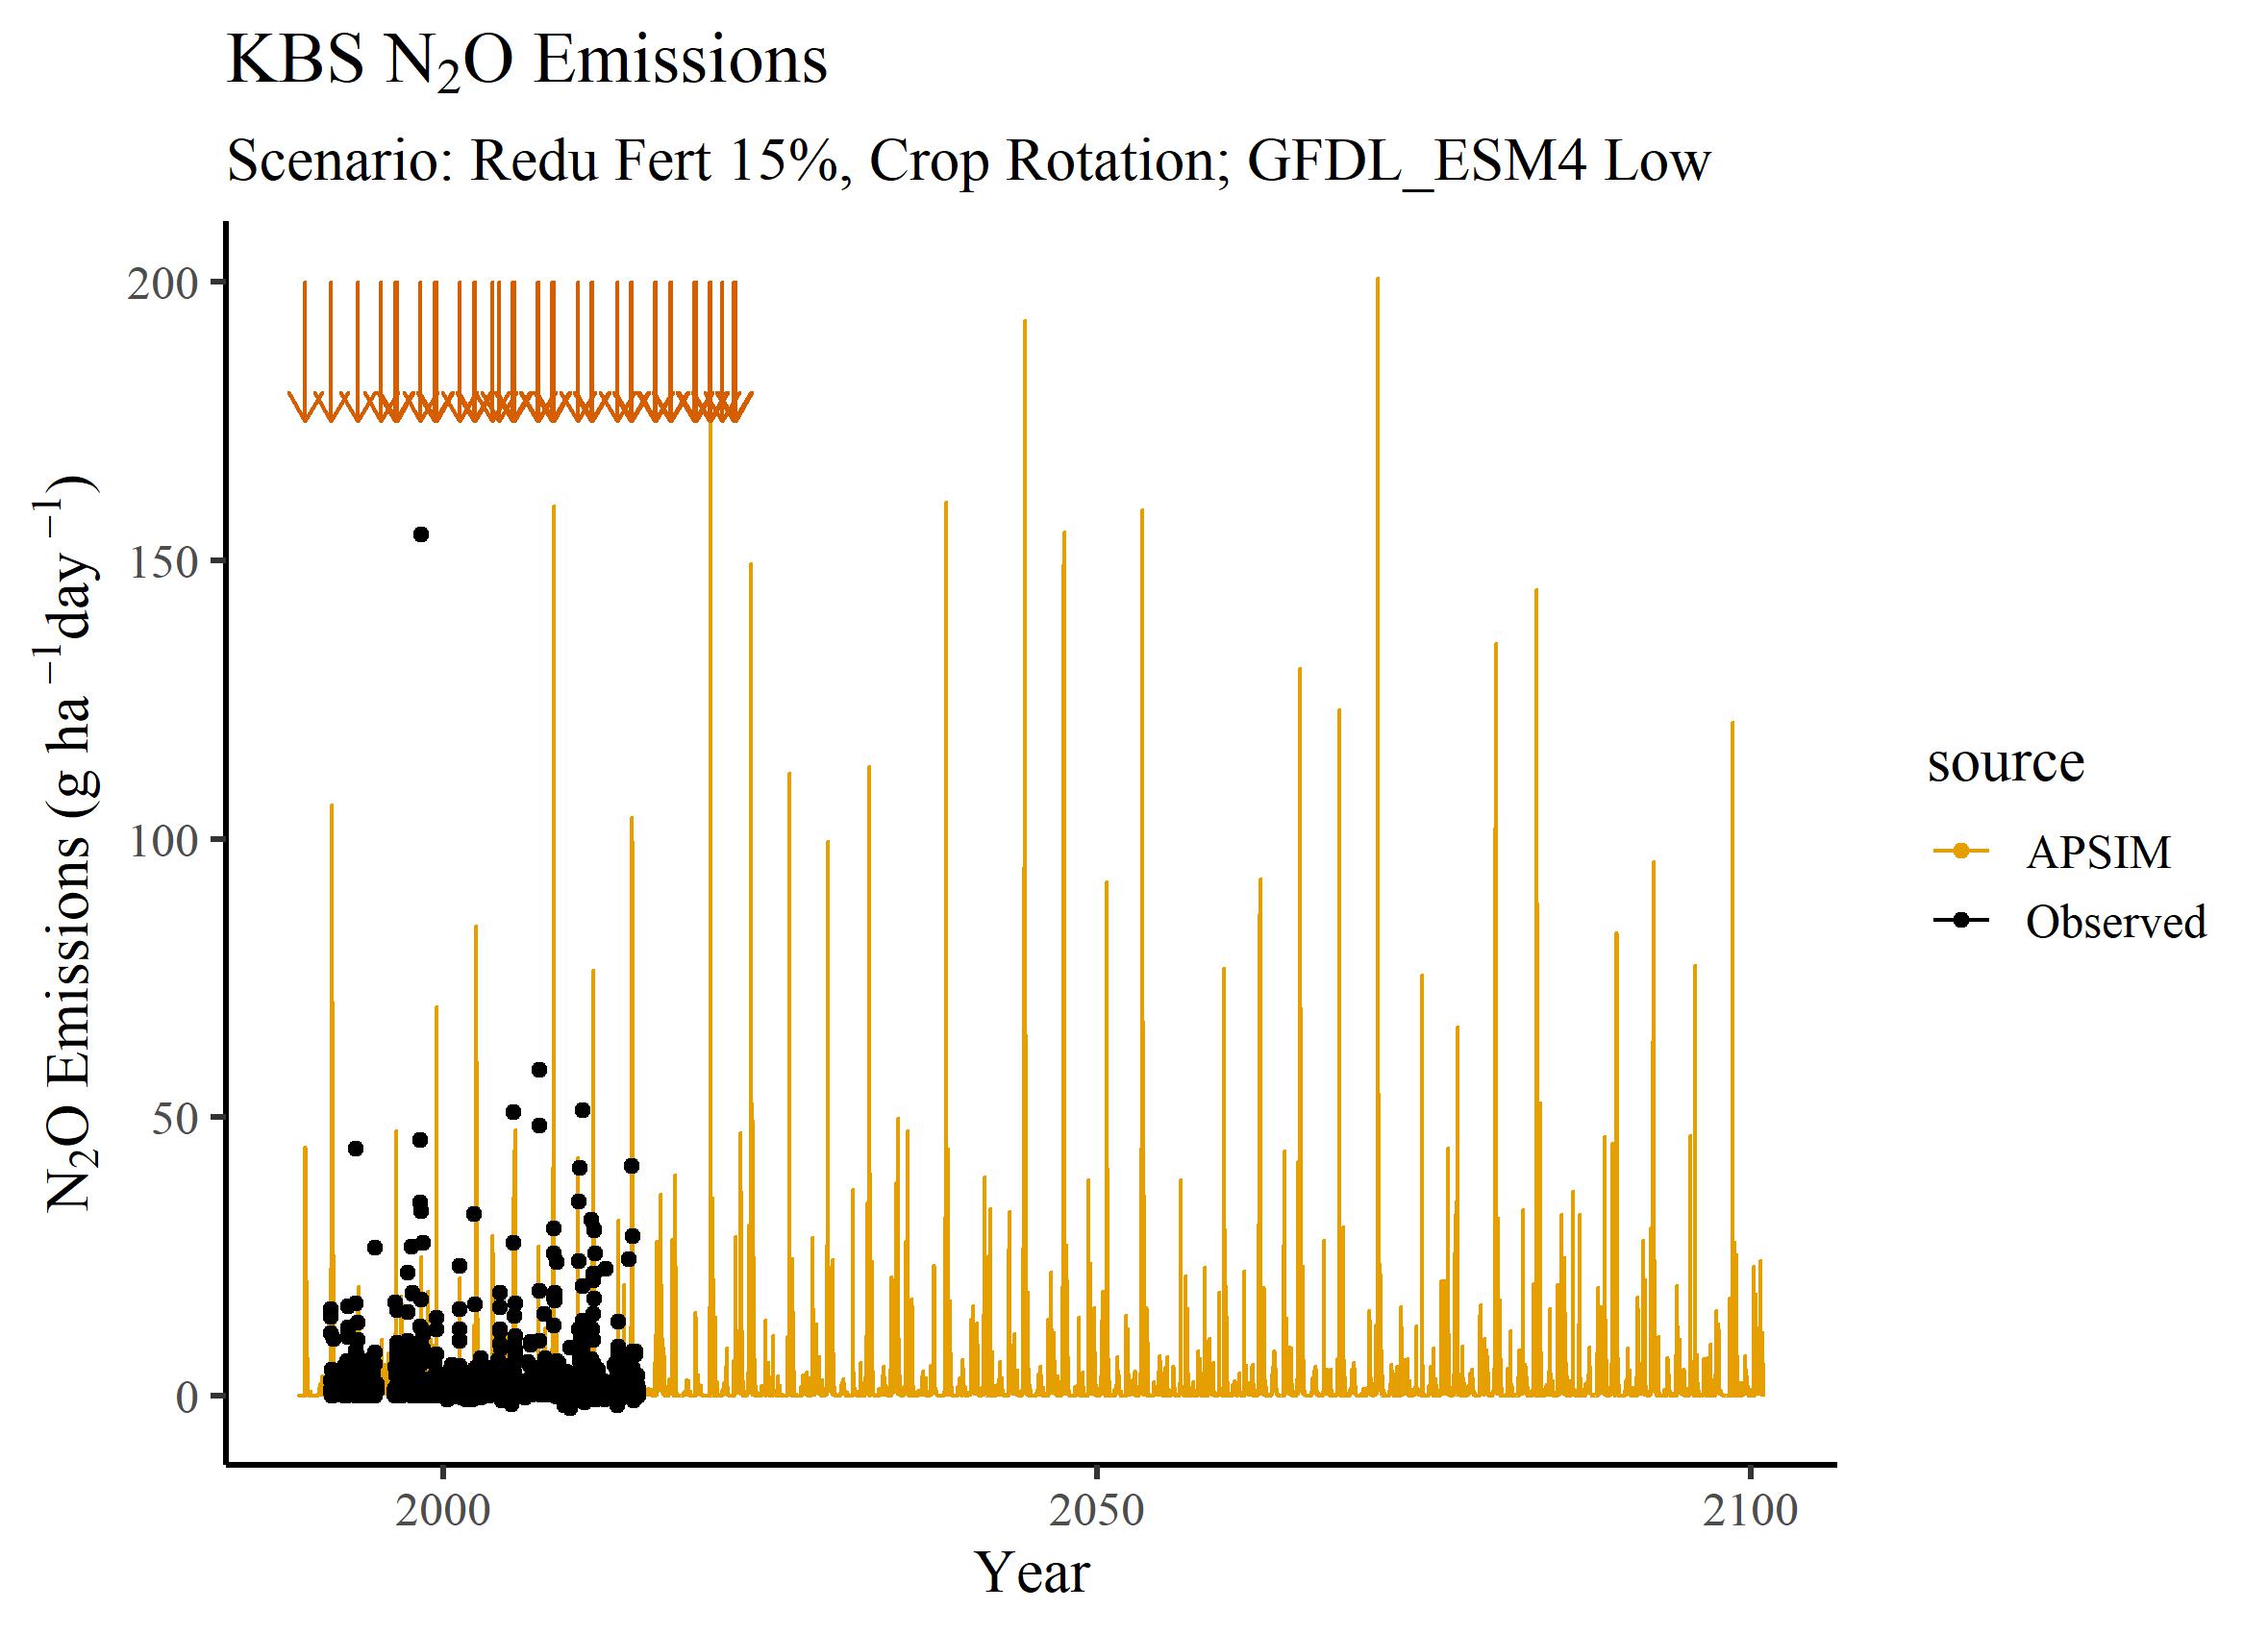 KBS N₂O Emissions
Scenario: Redu Fert 15%, Crop Rotation; GFDL_ESM4 Low
N₂O Emissions (g ha⁻¹day⁻¹)
200
150
100
50
0
2000 2050 2100
Year
source
APSIM
Observed